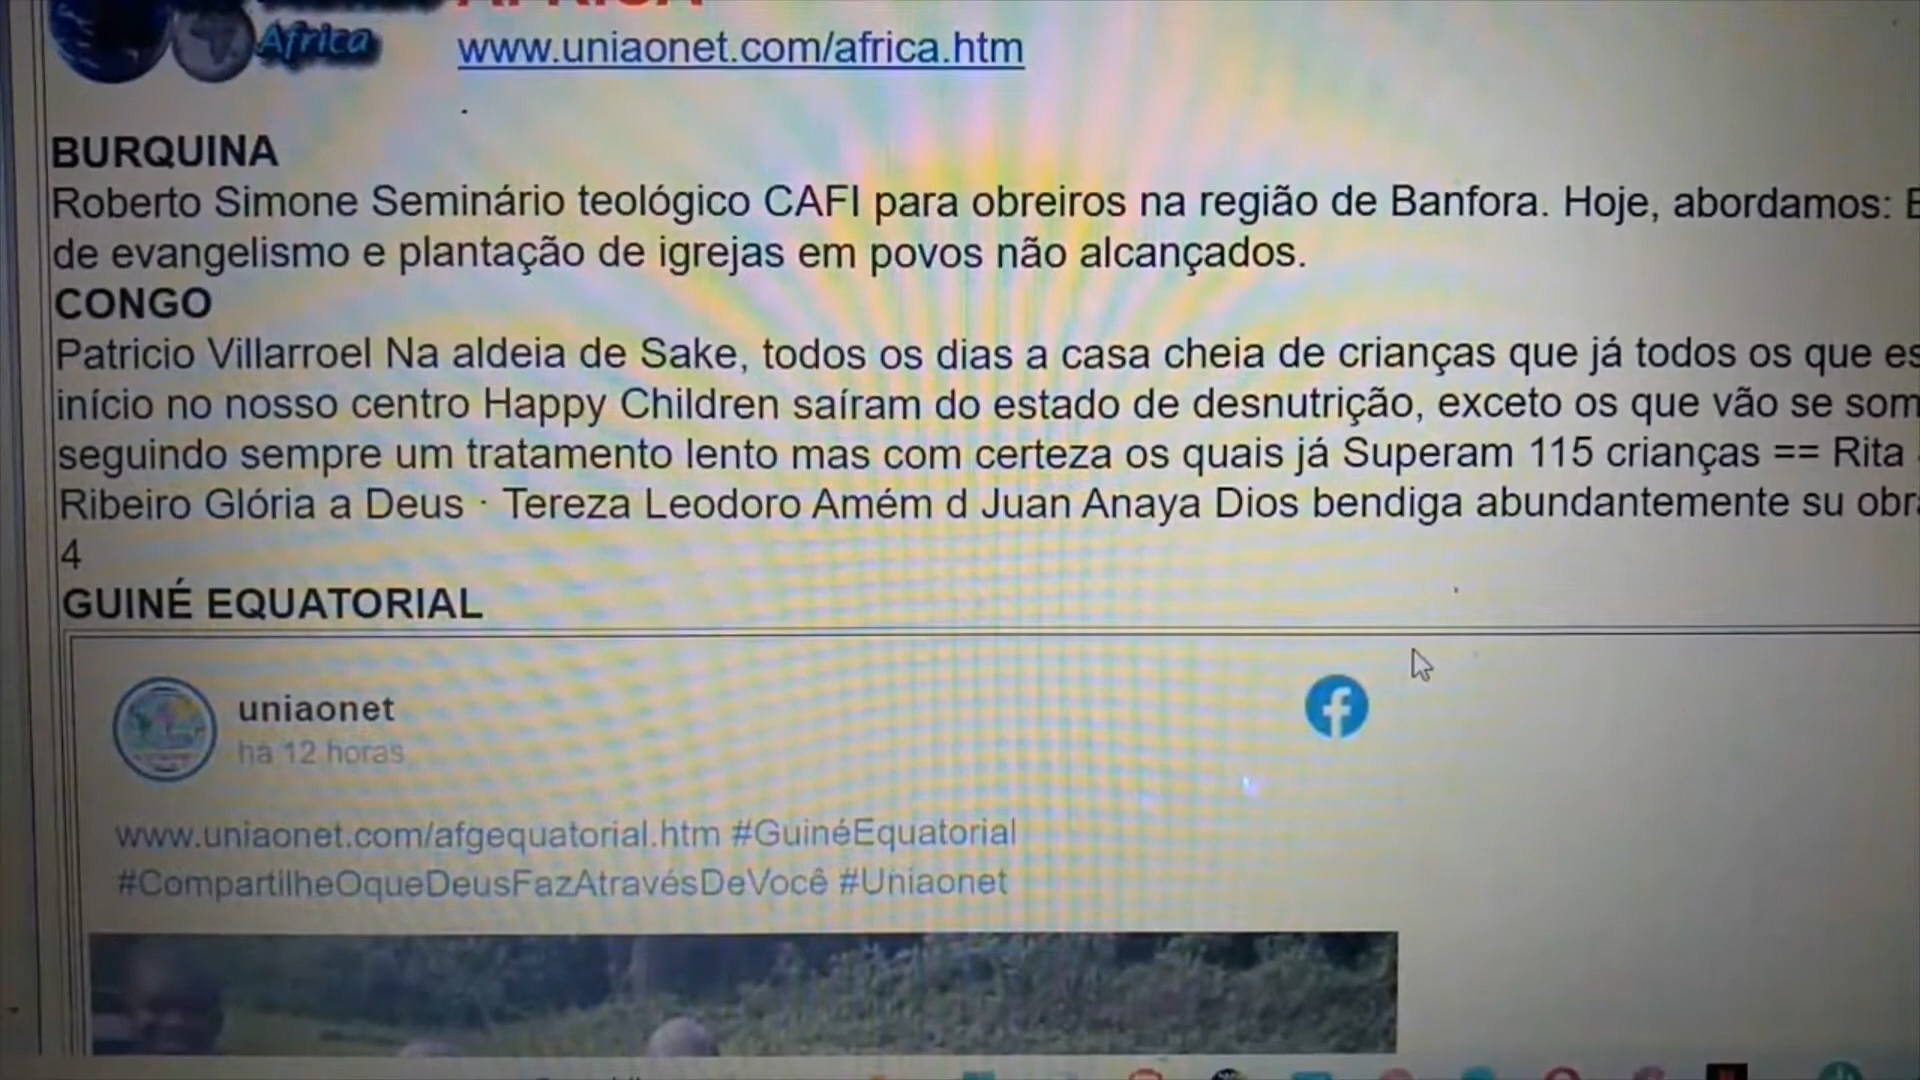 Africa
www.uniaonet.com/africa.htm
BURQUINA
Roberto Simone Seminário teológico CAFI para obreiros na região de Banfora. Hoje, abordamos:
de evangelismo e plantação de igrejas em povos não alcançados.
CONGO
Patricio Villarroel Na aldeia de Sake, todos os dias a casa cheia de crianças que já todos os que
início no nosso centro Happy Children saíram do estado de desnutrição, exceto os que vão se
seguindo sempre um tratamento lento mas com certeza os quais já Superam 115 crianças == Rita
Ribeiro Glória a Deus · Tereza Leodoro Amém d Juan Anaya Dios bendiga abundantemente su
4
GUINÉ EQUATORIAL
uniaonet
há 12 horas
www.uniaonet.com/afgequatorial.htm #GuinéEquatorial
#CompartilheOqueDeusFazAtravésDeVocê #Uniaonet